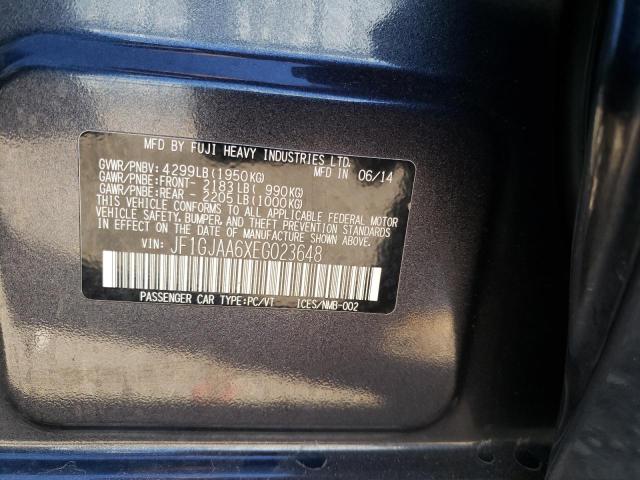 MFD BY FUJI HEAVY INDUSTRIES LTD.
GVWR/PNBV: 4299LB(1950KG) MFD IN 06/14
GAWR/PNBE:FRONT- 2183LB( 990KG)
GAWR/PNBE:REAR - 2205LB(1000KG)
THIS VEHICLE CONFORMS TO ALL APPLICABLE FEDERAL MOTOR
VEHICLE SAFETY,BUMPER, AND THEFT PREVENTION STANDARDS
IN EFFECT ON THE DATE OF MANUFACTURE SHOWN ABOVE.
VIN: JF1GJAA6XEG023648
PASSENGER CAR TYPE:PC/VT ICES/NMB-002